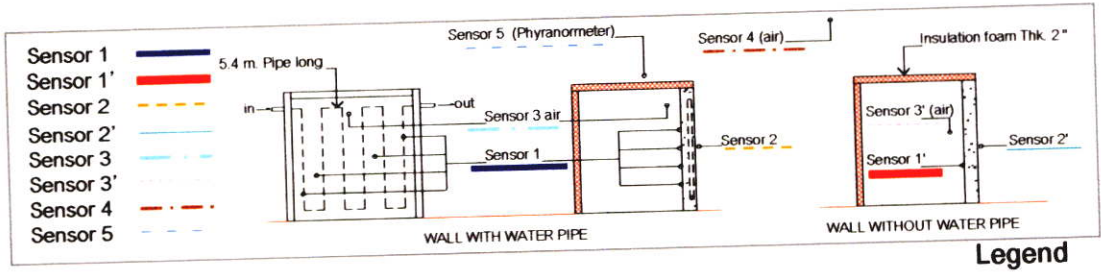 Sensor 1
Sensor 1'
Sensor 2
Sensor 2'
Sensor 3
Sensor 3'
Sensor 4
Sensor 5
5.4 m. Pipe long
in
out
Sensor 5 (Phyranormeter)
Sensor 3 air
Sensor 1
Sensor 2
WALL WITH WATER PIPE
Sensor 4 (air)
Insulation foam Thk. 2"
Sensor 3' (air)
Sensor 1'
Sensor 2'
WALL WITHOUT WATER PIPE
Legend